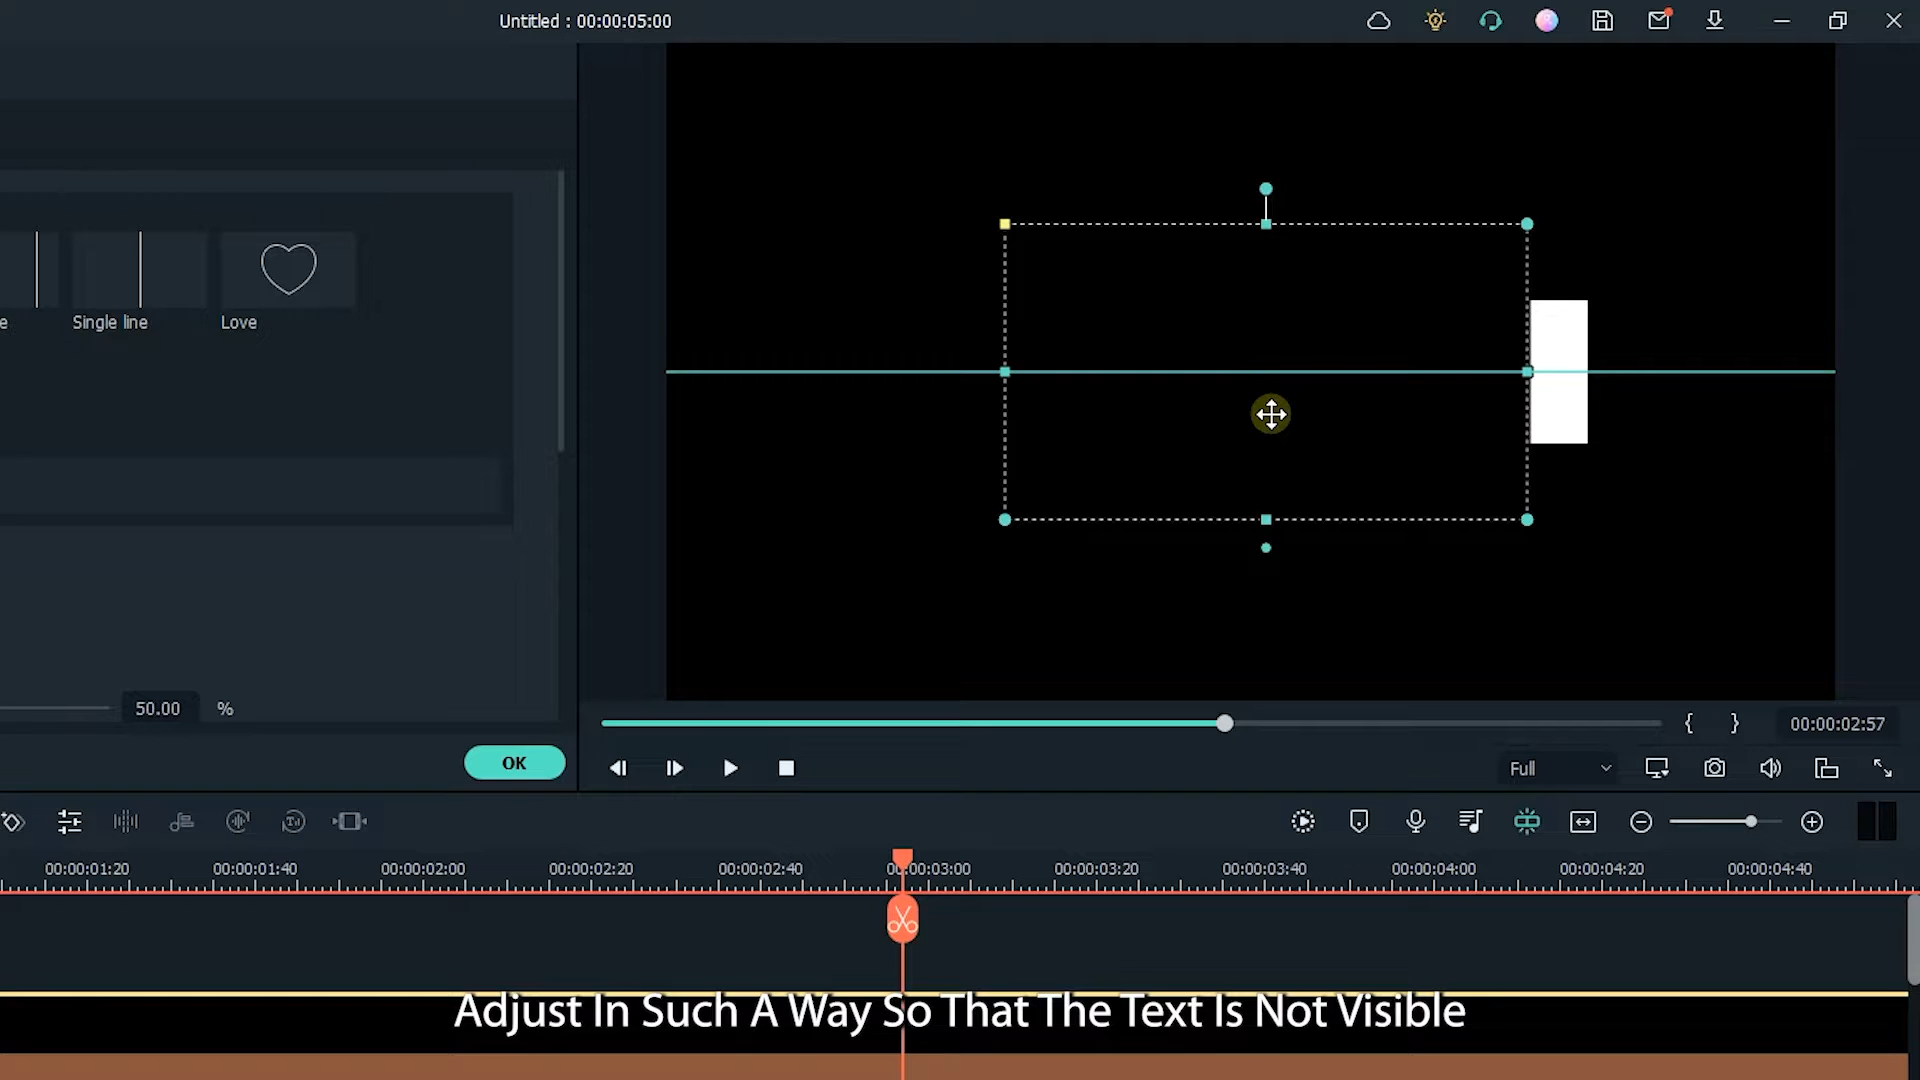 Untitled : 00:00:05:00
e
Single line
Love
50.00 %
OK
{ }
00:00:02:57
Full
00:00:01:20
00:00:01:40
00:00:02:00
00:00:02:20
00:00:02:40
00:00:03:00
00:00:03:20
00:00:03:40
00:00:04:00
00:00:04:20
00:00:04:40
Adjust In Such A Way So That The Text Is Not Visible